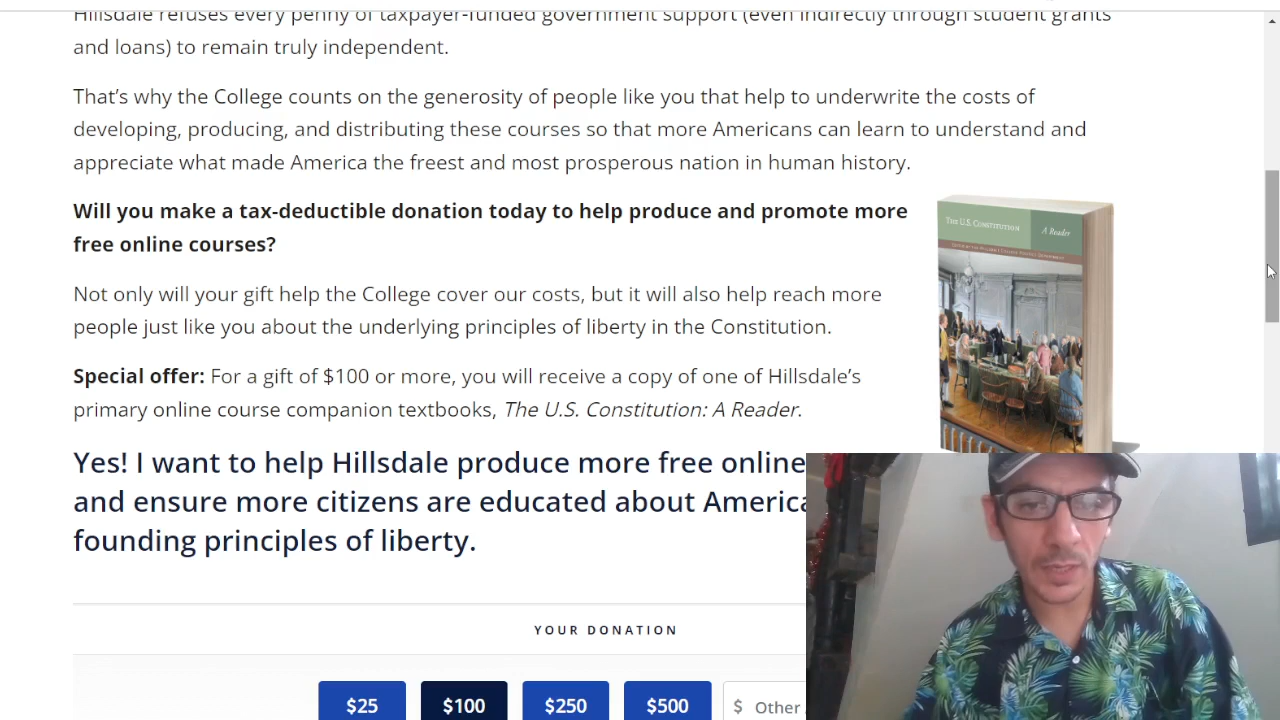 Hillsdale refuses every penny of taxpayer-funded government support (even indirectly through student grants
and loans) to remain truly independent.
That’s why the College counts on the generosity of people like you that help to underwrite the costs of
developing, producing, and distributing these courses so that more Americans can learn to understand and
appreciate what made America the freest and most prosperous nation in human history.
Will you make a tax-deductible donation today to help produce and promote more
free online courses?
THE U.S. CONSTITUTION
A Reader
Not only will your gift help the College cover our costs, but it will also help reach more
people just like you about the underlying principles of liberty in the Constitution.
Special offer: For a gift of $100 or more, you will receive a copy of one of Hillsdale’s
primary online course companion textbooks, The U.S. Constitution: A Reader.
Yes! I want to help Hillsdale produce more free online
and ensure more citizens are educated about America
founding principles of liberty.
YOUR DONATION
$25 $100 $250 $500 $ Other